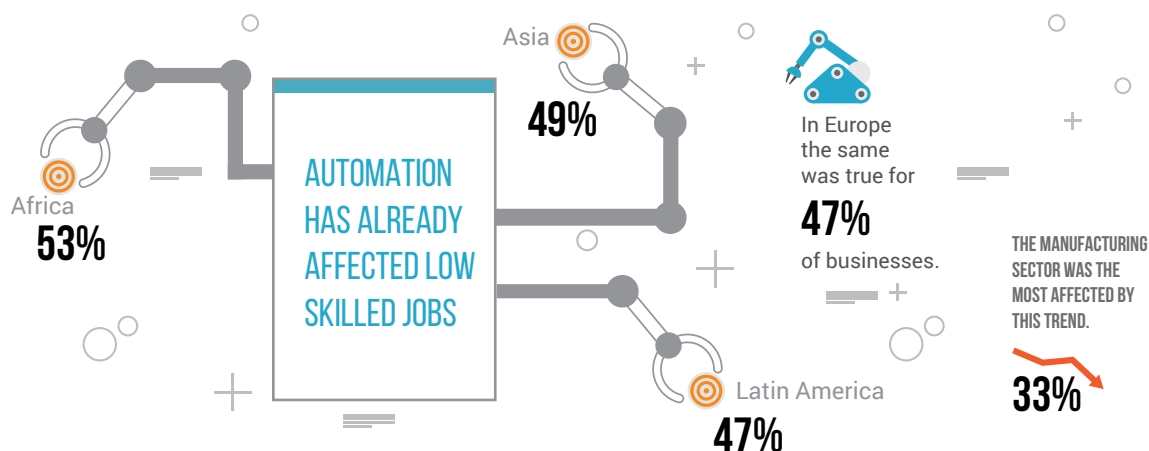 Africa
53%
AUTOMATION
HAS ALREADY
AFFECTED LOW
SKILLED JOBS
Asia
49%
Latin America
47%
In Europe
the same
was true for
47%
of businesses.
THE MANUFACTURING
SECTOR WAS THE
MOST AFFECTED BY
THIS TREND.
33%